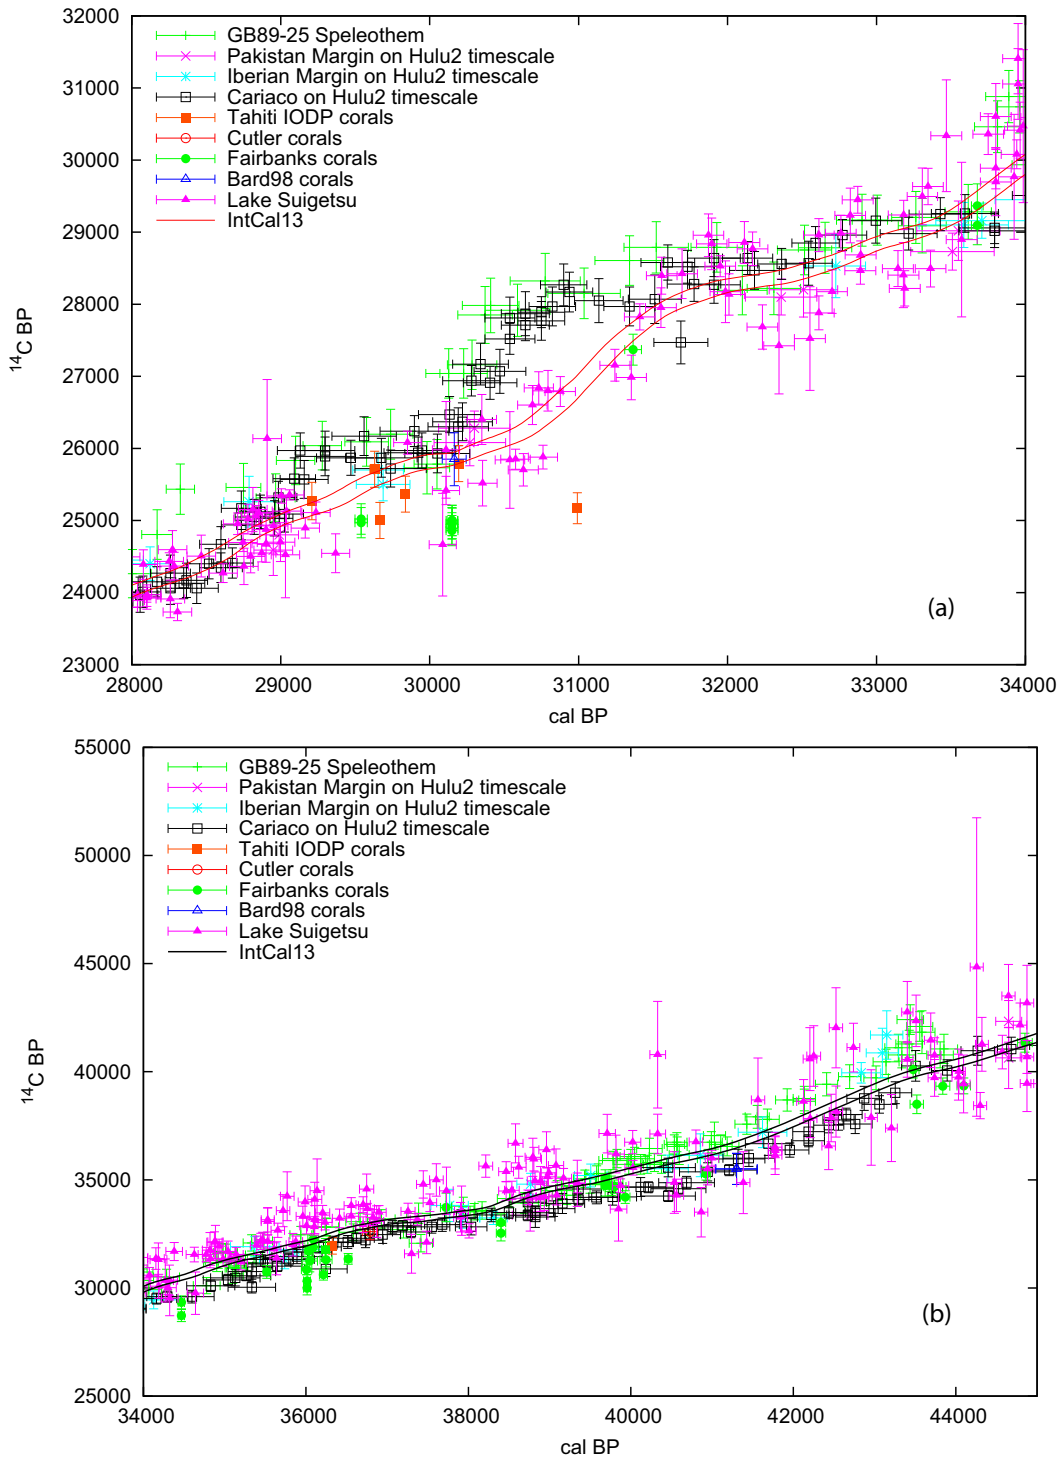 32000
31000
30000
29000
28000
27000
26000
25000
24000
23000
14C BP
GB89-25 Speleothem
Pakistan Margin on Hulu2 timescale
Iberian Margin on Hulu2 timescale
Cariaco on Hulu2 timescale
Tahiti IODP corals
Cutler corals
Fairbanks corals
Bard98 corals
Lake Suigetsu
IntCal13
(a)
28000 29000 30000 31000 32000 33000 34000
cal BP
55000
50000
45000
40000
35000
30000
25000
14C BP
GB89-25 Speleothem
Pakistan Margin on Hulu2 timescale
Iberian Margin on Hulu2 timescale
Cariaco on Hulu2 timescale
Tahiti IODP corals
Cutler corals
Fairbanks corals
Bard98 corals
Lake Suigetsu
IntCal13
(b)
34000 36000 38000 40000 42000 44000
cal BP